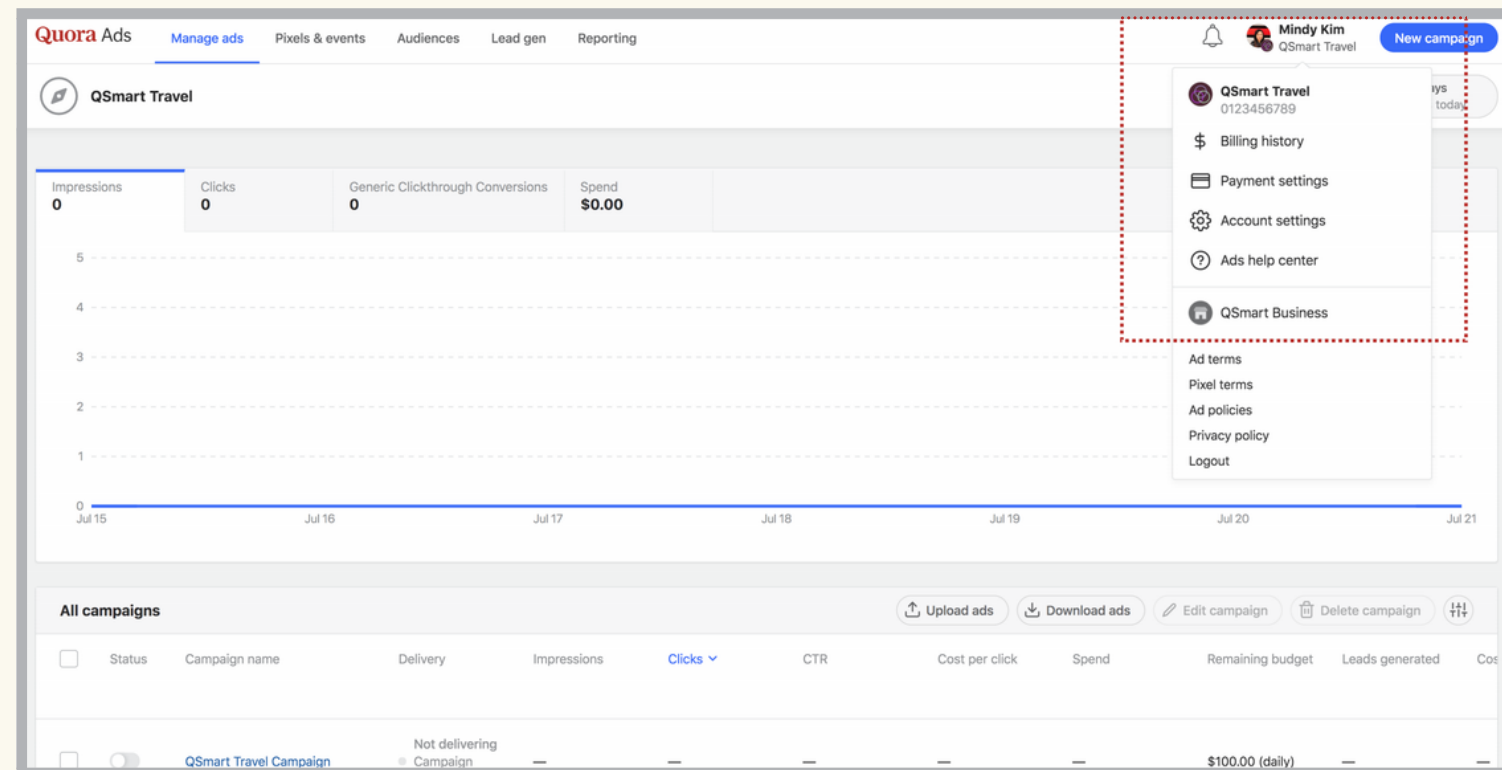 Quora Ads
Manage ads
Pixels & events
Audiences
Lead gen
Reporting
Mindy Kim
QSmart Travel
New campaign
QSmart Travel
QSmart Travel
0123456789
today
Billing history
Payment settings
Account settings
Ads help center
QSmart Business
Ad terms
Pixel terms
Ad policies
Privacy policy
Logout
Impressions
0
Clicks
0
Generic Clickthrough Conversions
0
Spend
$0.00
5
4
3
2
1
0
Jul 15
Jul 16
Jul 17
Jul 18
Jul 19
Jul 20
Jul 21
All campaigns
Upload ads
Download ads
Edit campaign
Delete campaign
Status
Campaign name
Delivery
Impressions
Clicks
CTR
Cost per click
Spend
Remaining budget
Leads generated
Cos
QSmart Travel Campaign
Not delivering
Campaign
—
—
—
—
—
$100.00 (daily)
—
—